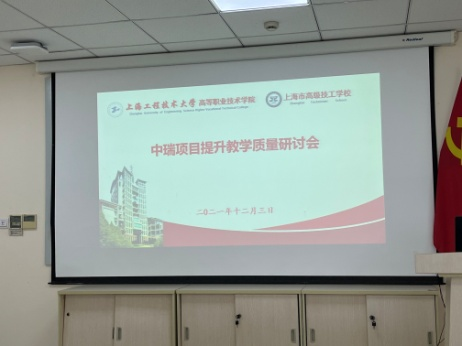 上海工程技术大学 高等职业技术学院 上海市高级技工学校
中瑞项目提升教学质量研讨会
二〇二一年十二月三日